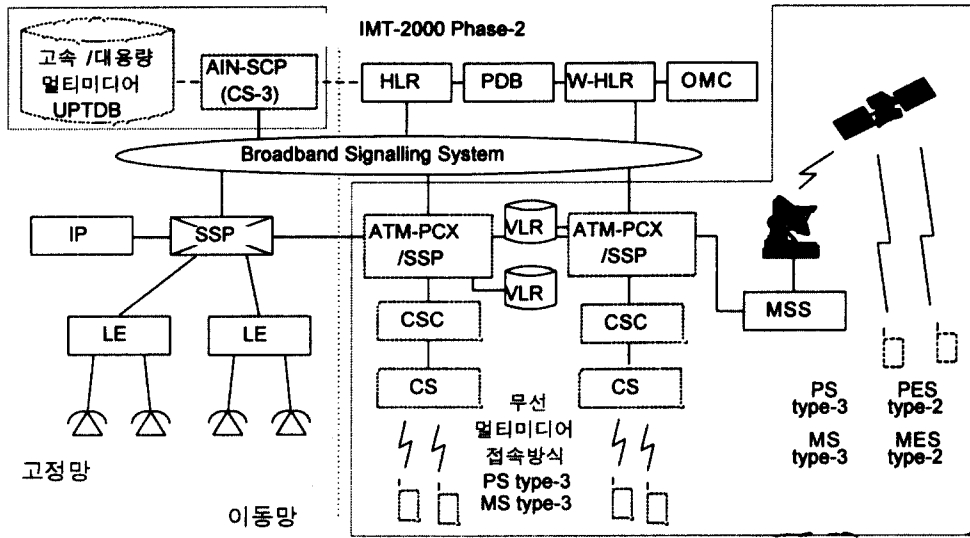 IMT-2000 Phase-2
고속 /대용량
멀티미디어
UPTDB
AIN-SCP
(CS-3)
HLR
PDB
W-HLR
OMC
Broadband Signalling System
IP
SSP
ATM-PCX
/SSP
VLR
VLR
ATM-PCX
/SSP
MSS
LE
LE
CSC
CSC
CS
CS
무선
멀티미디어
접속방식
PS type-3
MS type-3
PS
type-3
PES
type-2
MS
type-3
MES
type-2
고정망
이동망